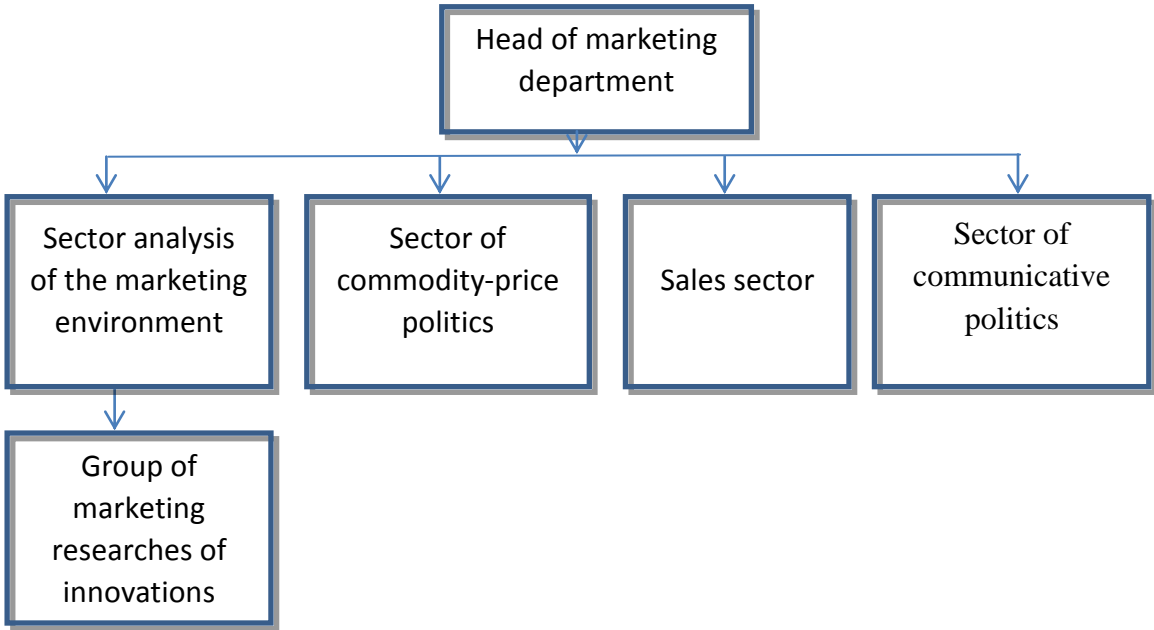 Head of marketing
department
Sector analysis
of the marketing
environment
Sector of
commodity-price
politics
Sales sector
Sector of
communicative
politics
Group of
marketing
researches of
innovations